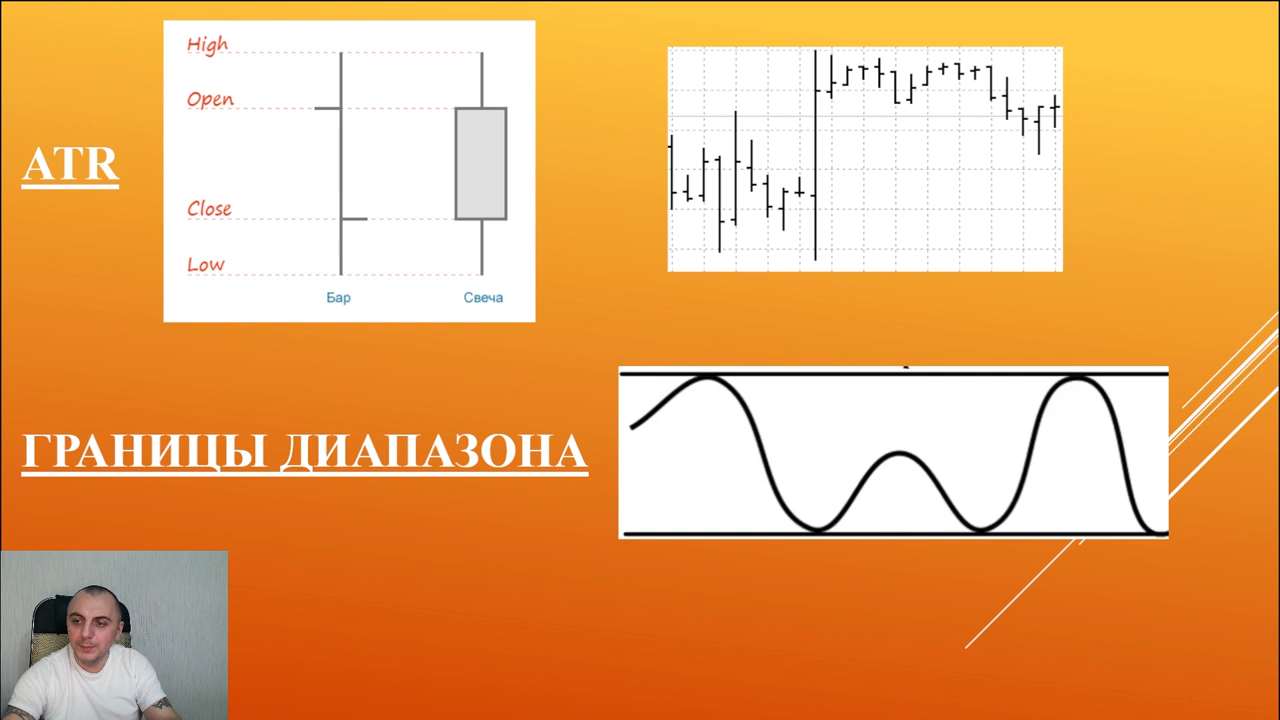 ATR
High
Open
Close
Low
Бар
Свеча
ГРАНИЦЫ ДИАПАЗОНА